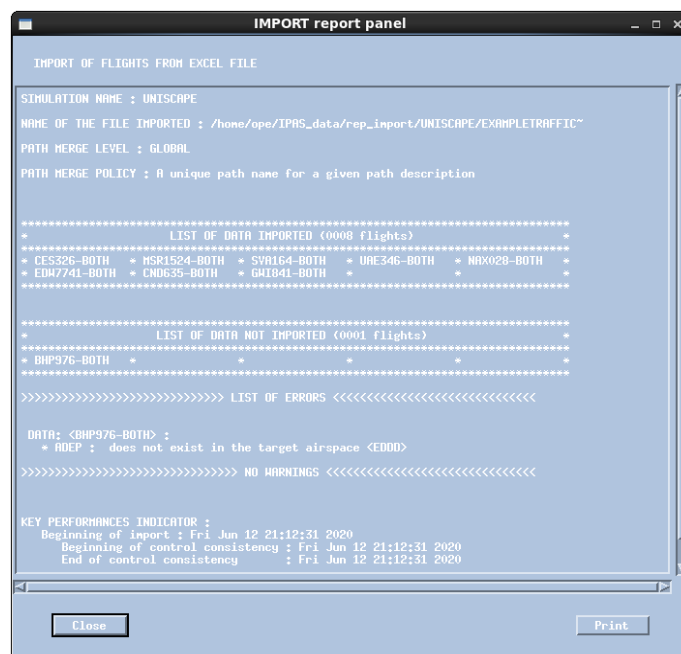 IMPORT report panel
IMPORT OF FLIGHTS FROM EXCEL FILE
SIMULATION NAME : UNISCAPE
NAME OF THE FILE IMPORTED : /home/ope/IPAS_data/rep_import/UNISCAPE/EXAMPLETRAFFIC~
PATH MERGE LEVEL : GLOBAL
PATH MERGE POLICY : A unique path name for a given path description
*********************************************************************************
* LIST OF DATA IMPORTED (0008 flights) *
*********************************************************************************
* CES326-BOTH * MSR1524-BOTH * SVA164-BOTH * UAE346-BOTH * NAX028-BOTH *
* EDW7741-BOTH * CND635-BOTH * GWI841-BOTH * * *
*********************************************************************************
*********************************************************************************
* LIST OF DATA NOT IMPORTED (0001 flights) *
*********************************************************************************
* BHP976-BOTH * * * * *
*********************************************************************************
>>>>>>>>>>>>>>>>>>>>>>>>>>>>>> LIST OF ERRORS <<<<<<<<<<<<<<<<<<<<<<<<<<<<<<
DATA: <BHP976-BOTH> :
* ADEP : does not exist in the target airspace <EDDD>
>>>>>>>>>>>>>>>>>>>>>>>>>>>>>>>> NO WARNINGS <<<<<<<<<<<<<<<<<<<<<<<<<<<<<<<
KEY PERFORMANCES INDICATOR :
Beginning of import : Fri Jun 12 21:12:31 2020
Beginning of control consistency : Fri Jun 12 21:12:31 2020
End of control consistency : Fri Jun 12 21:12:31 2020
Close
Print